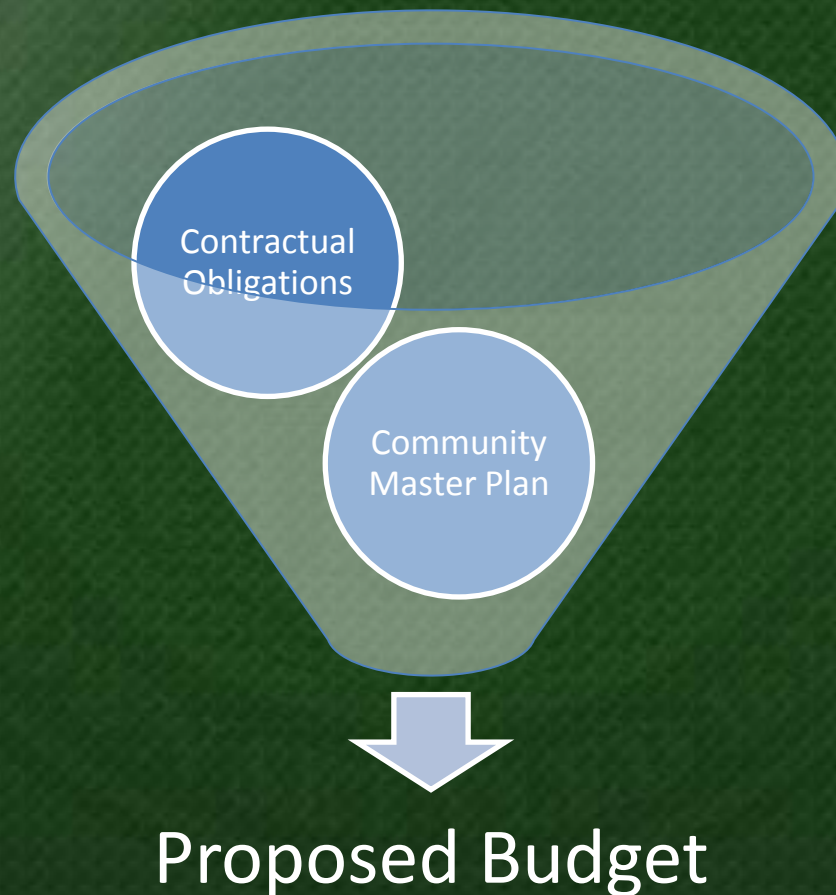 Contractual
Obligations
Community
Master Plan
Proposed Budget